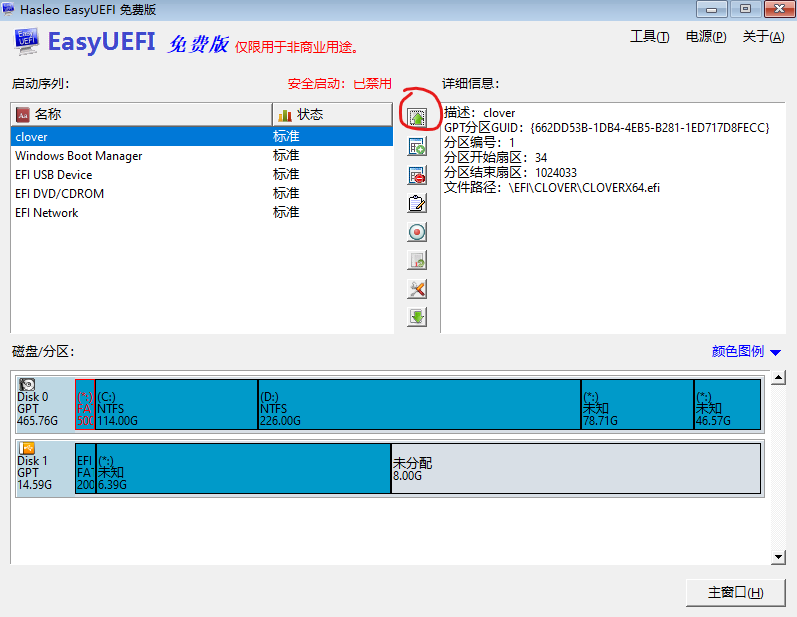 Hasleo EasyUEFI 免费版
EasyUEFI 免费版 仅限用于非商业用途。
工具(T) 电源(P) 关于(A)
启动序列: 安全启动: 已禁用
详细信息:
名称 状态
clover 标准
Windows Boot Manager 标准
EFI USB Device 标准
EFI DVD/CDROM 标准
EFI Network 标准
描述: clover
GPT分区GUID: {662DD53B-1DB4-4EB5-B281-1ED717D8FECC}
分区编号: 1
分区开始扇区: 34
分区结束扇区: 1024033
文件路径: \EFI\CLOVER\CLOVERX64.efi
磁盘/分区:
颜色图例
Disk 0
GPT
465.76G
(*:)
FAT
500
(C:)
NTFS
114.00G
(D:)
NTFS
226.00G
(*:)
未知
78.71G
(*:)
未知
46.57G
Disk 1
GPT
14.59G
EFI
FAT
200
(*:)
未知
6.39G
未分配
8.00G
主窗口(H)